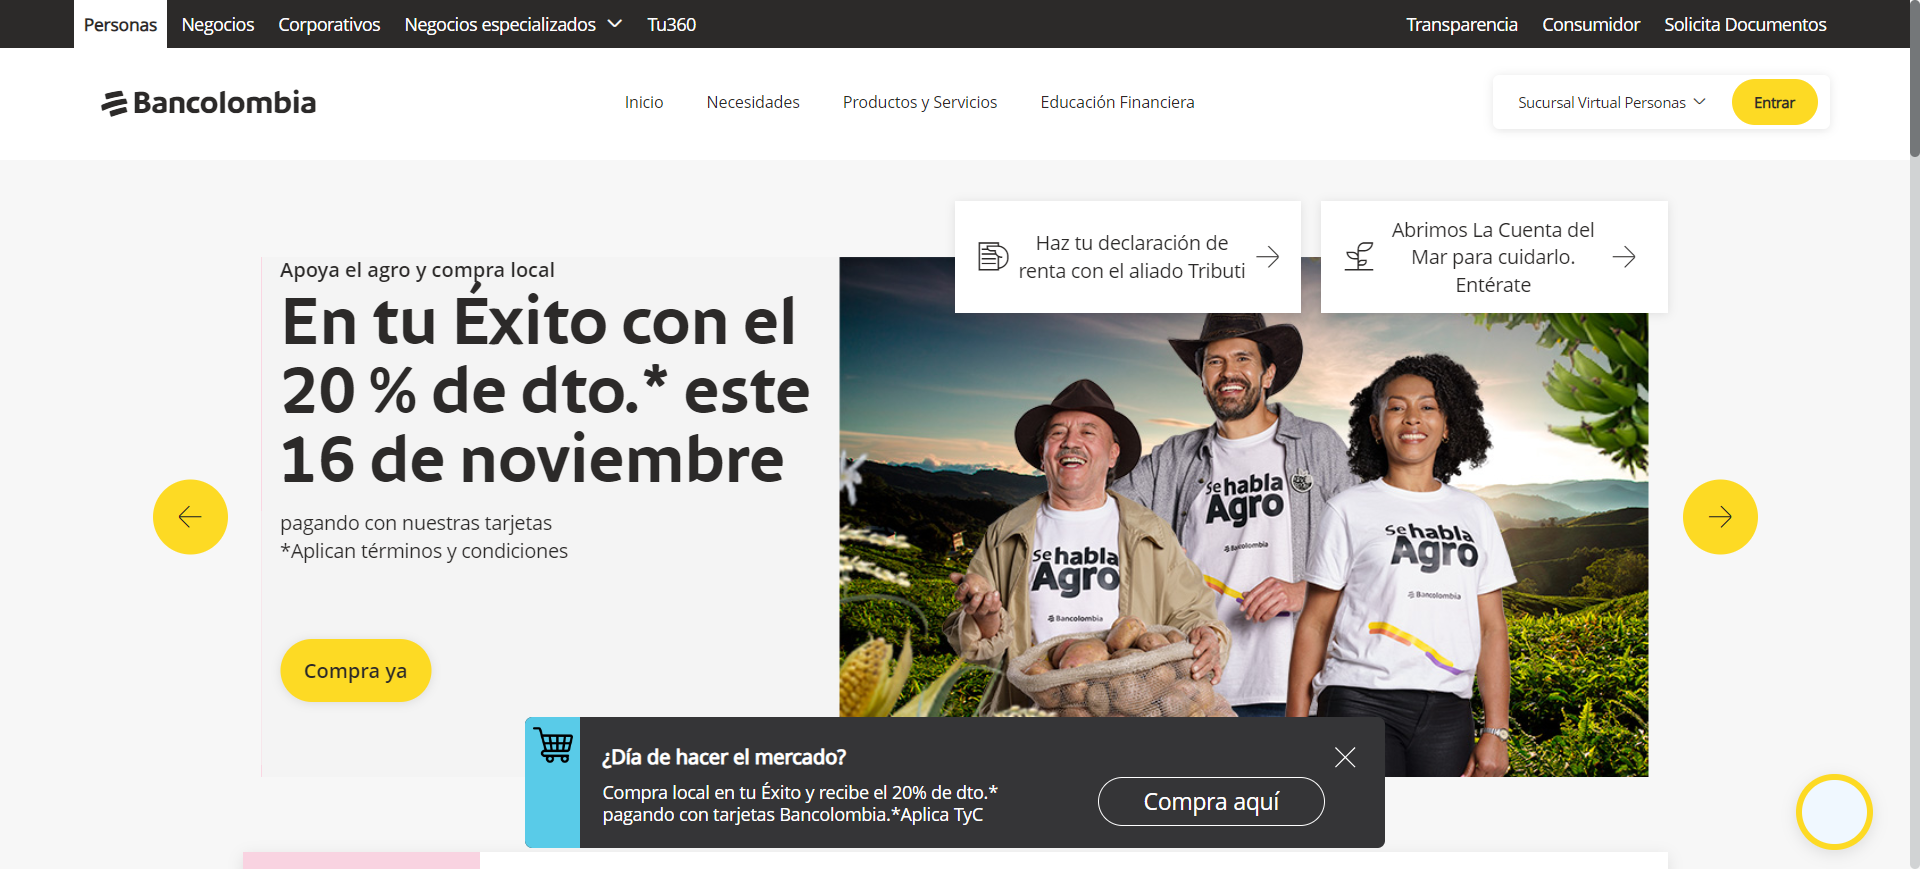 Personas
Negocios
Corporativos
Negocios especializados
Tu360
Transparencia
Consumidor
Solicita Documentos
Bancolombia
Inicio
Necesidades
Productos y Servicios
Educación Financiera
Sucursal Virtual Personas
Entrar
Haz tu declaración de
renta con el aliado Tributi
Abrimos La Cuenta del
Mar para cuidarlo.
Entérate
Apoya el agro y compra local
En tu Éxito con el
20 % de dto.* este
16 de noviembre
pagando con nuestras tarjetas
*Aplican términos y condiciones
Compra ya
Se habla
Agro
Bancolombia
Se habla
Agro
Bancolombia
Se habla
Agro
Bancolombia
¿Día de hacer el mercado?
Compra local en tu Éxito y recibe el 20% de dto.*
pagando con tarjetas Bancolombia.*Aplica TyC
Compra aquí